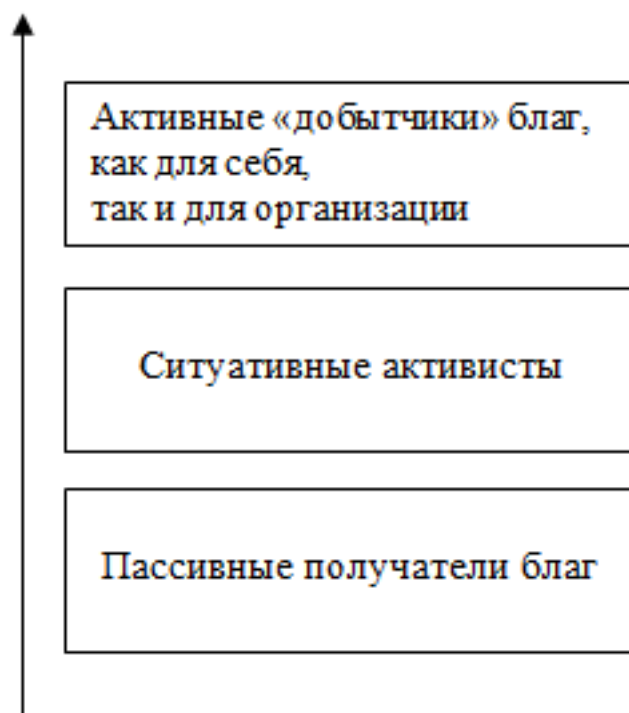 Активные «добытчики» благ,
как для себя,
так и для организации
Ситуативные активисты
Пассивные получатели благ